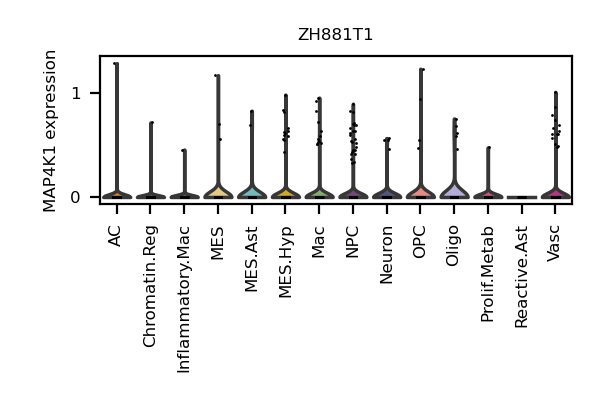 ZH881T1
MAP4K1 expression
1
0
AC
Chromatin.Reg
Inflammatory.Mac
MES
MES.Ast
MES.Hyp
Mac
NPC
Neuron
OPC
Oligo
Prolif.Metab
Reactive.Ast
Vasc